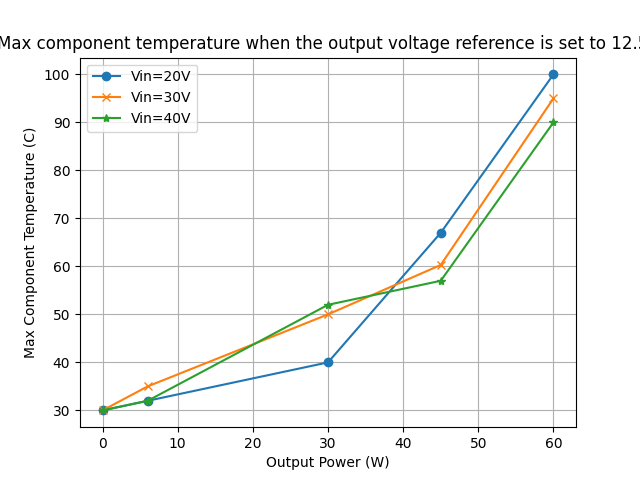 Max component temperature when the output voltage reference is set to 12.5
Vin=20V
Vin=30V
Vin=40V
Max Component Temperature (C)
100
90
80
70
60
50
40
30
0 10 20 30 40 50 60
Output Power (W)